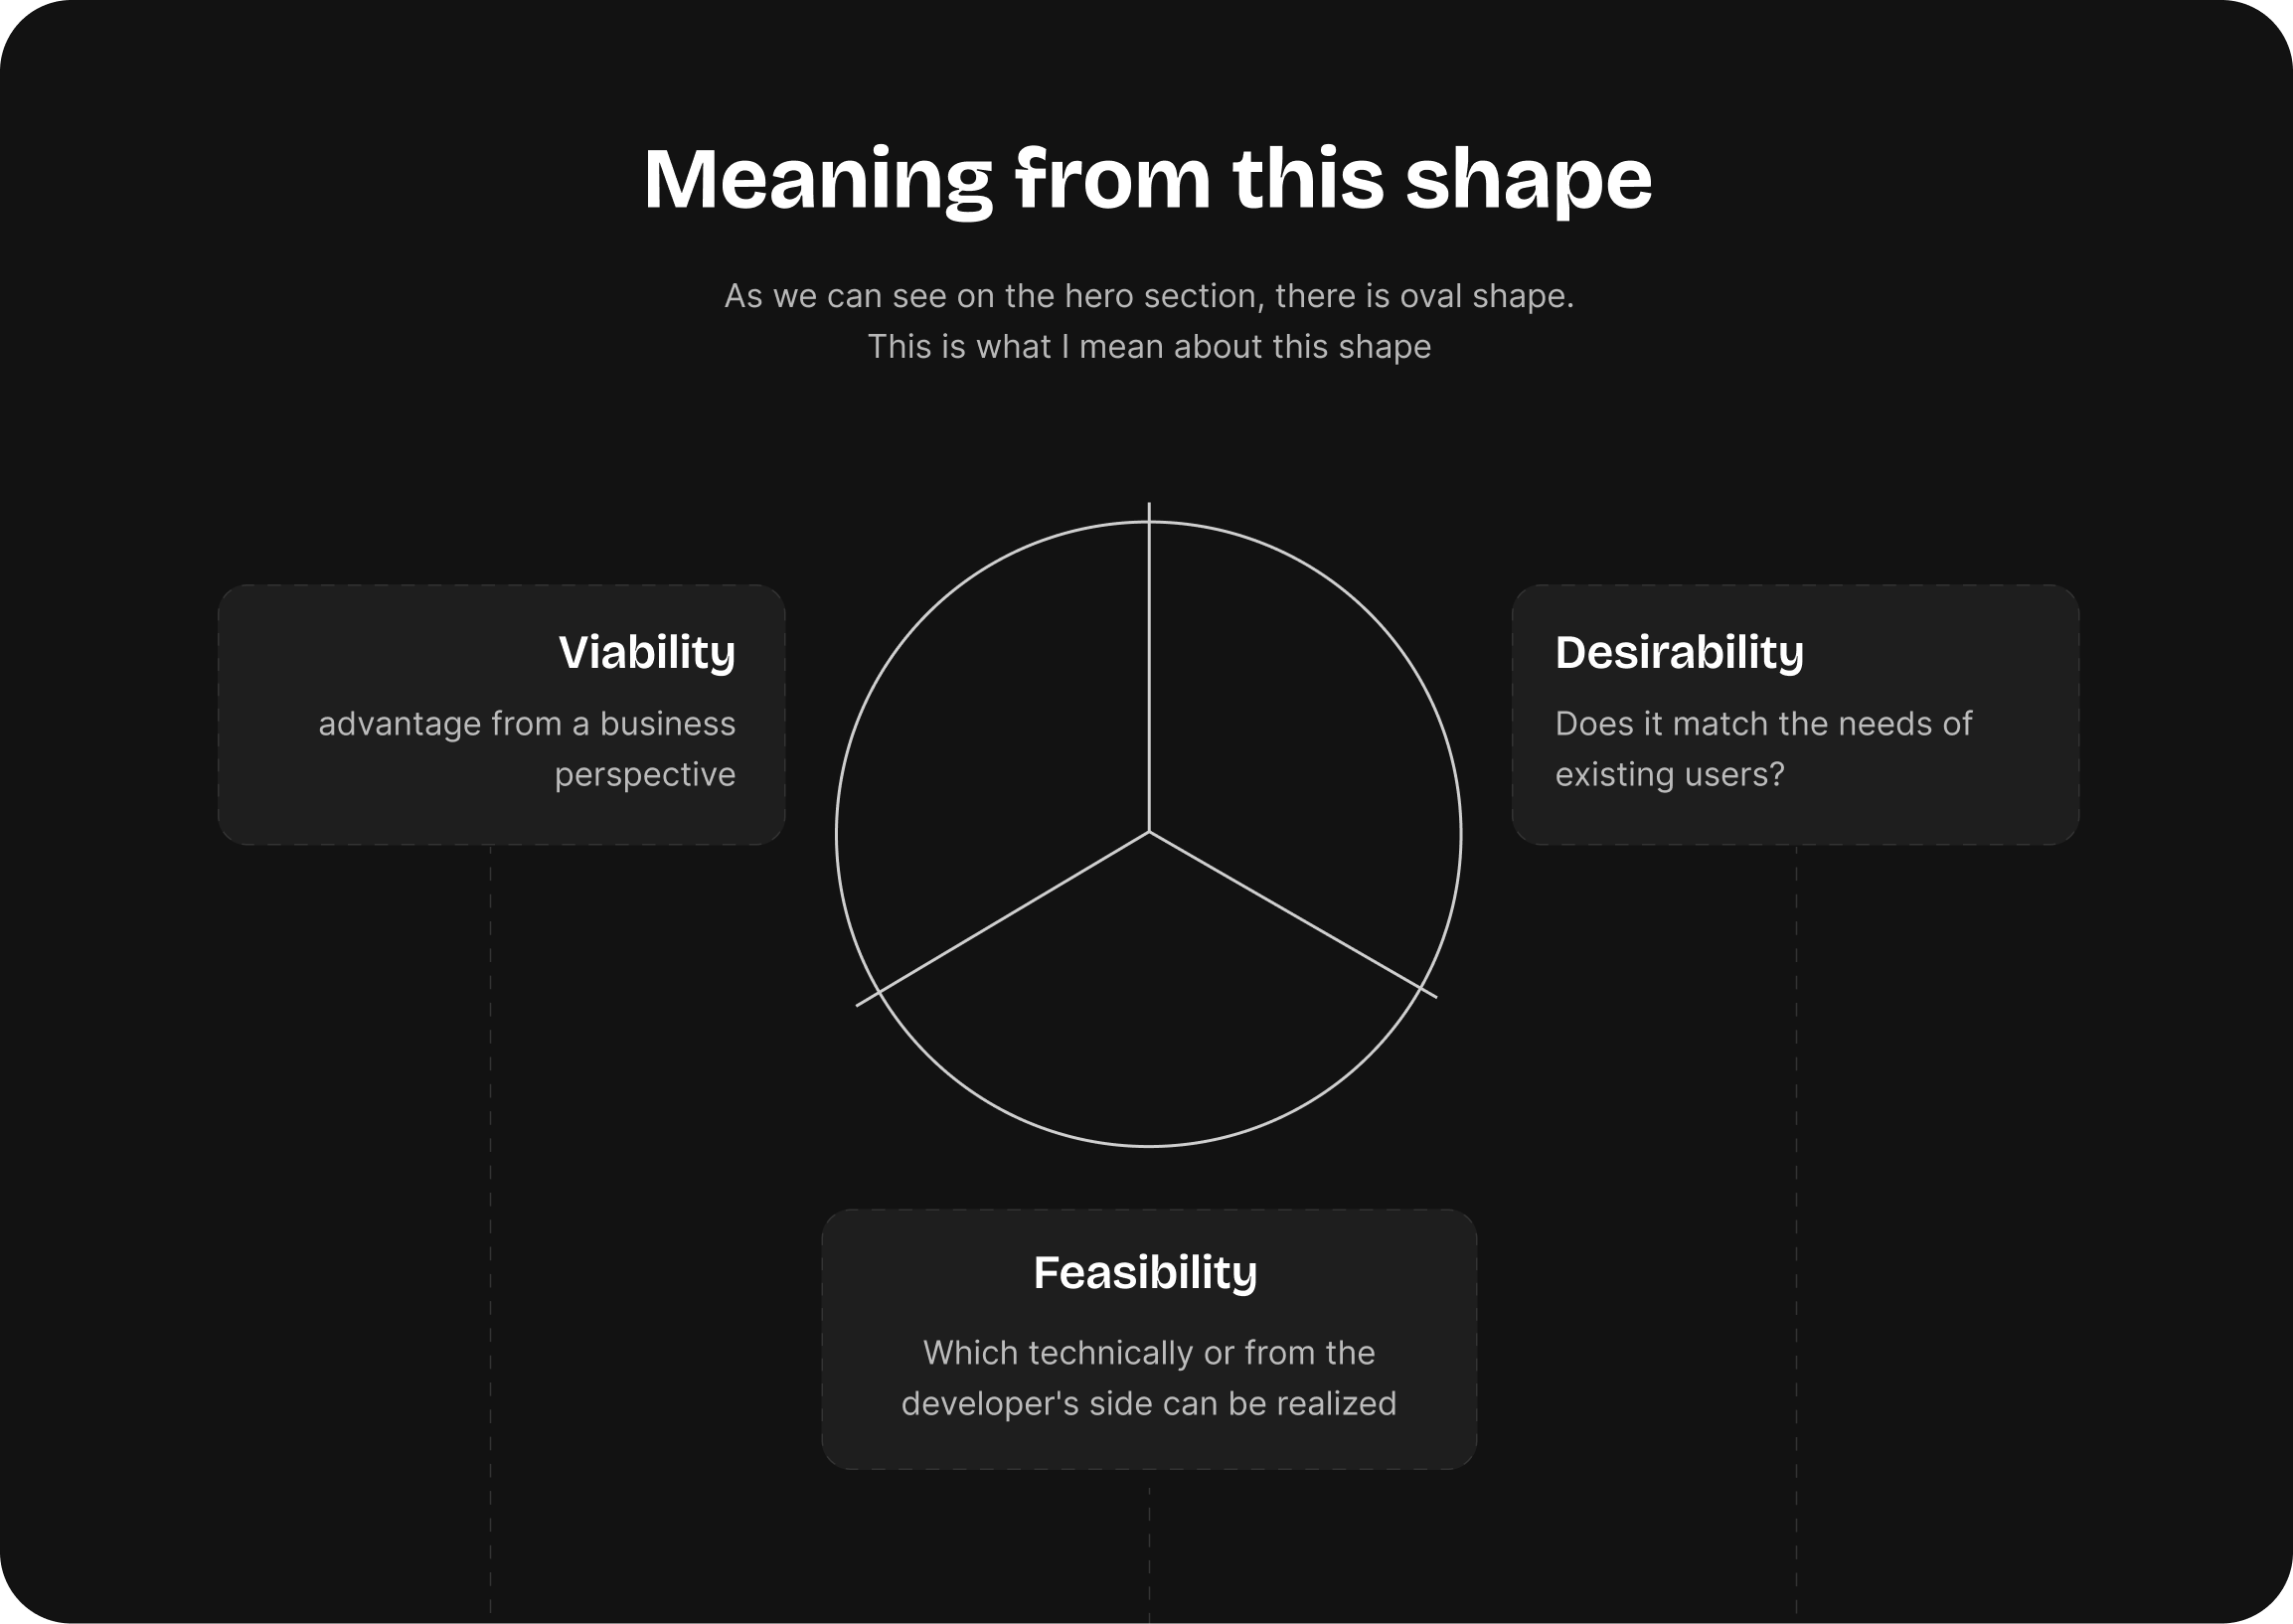 Meaning from this shape
As we can see on the hero section, there is oval shape.
This is what I mean about this shape
Viability
advantage from a business
perspective
Desirability
Does it match the needs of
existing users?
Feasibility
Which technically or from the
developer's side can be realized